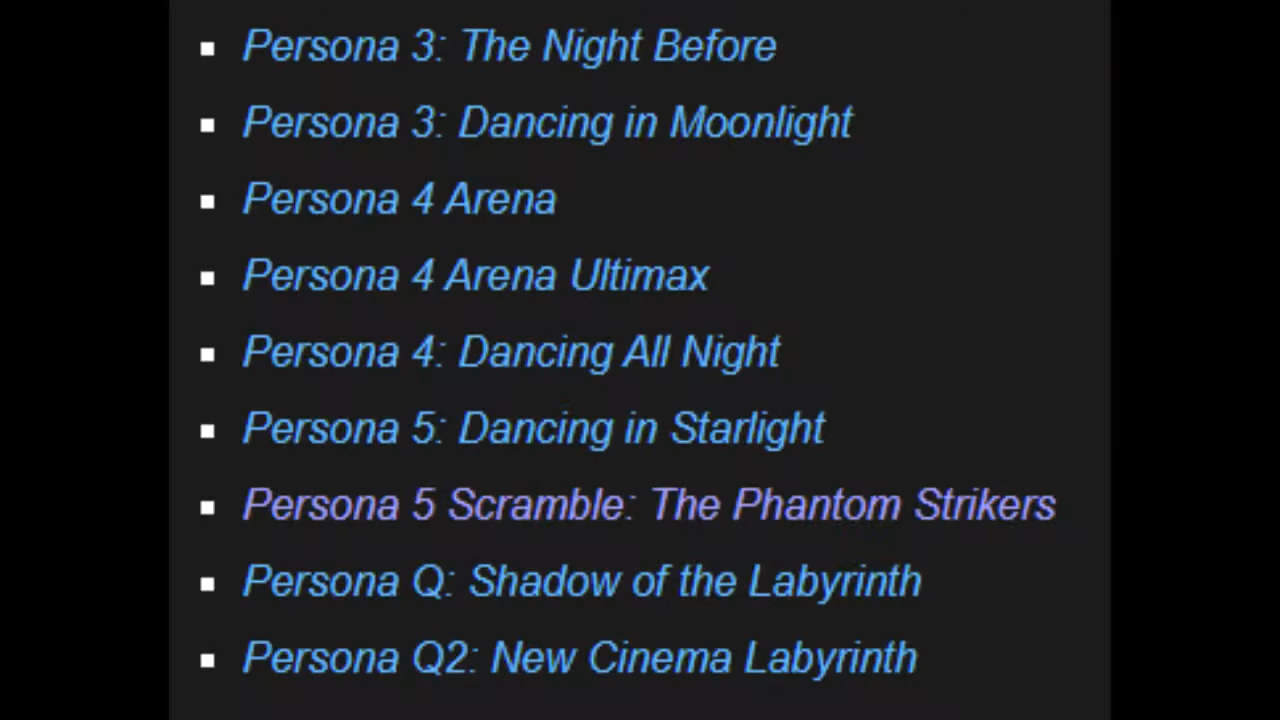 Persona 3: The Night Before
Persona 3: Dancing in Moonlight
Persona 4 Arena
Persona 4 Arena Ultimax
Persona 4: Dancing All Night
Persona 5: Dancing in Starlight
Persona 5 Scramble: The Phantom Strikers
Persona Q: Shadow of the Labyrinth
Persona Q2: New Cinema Labyrinth